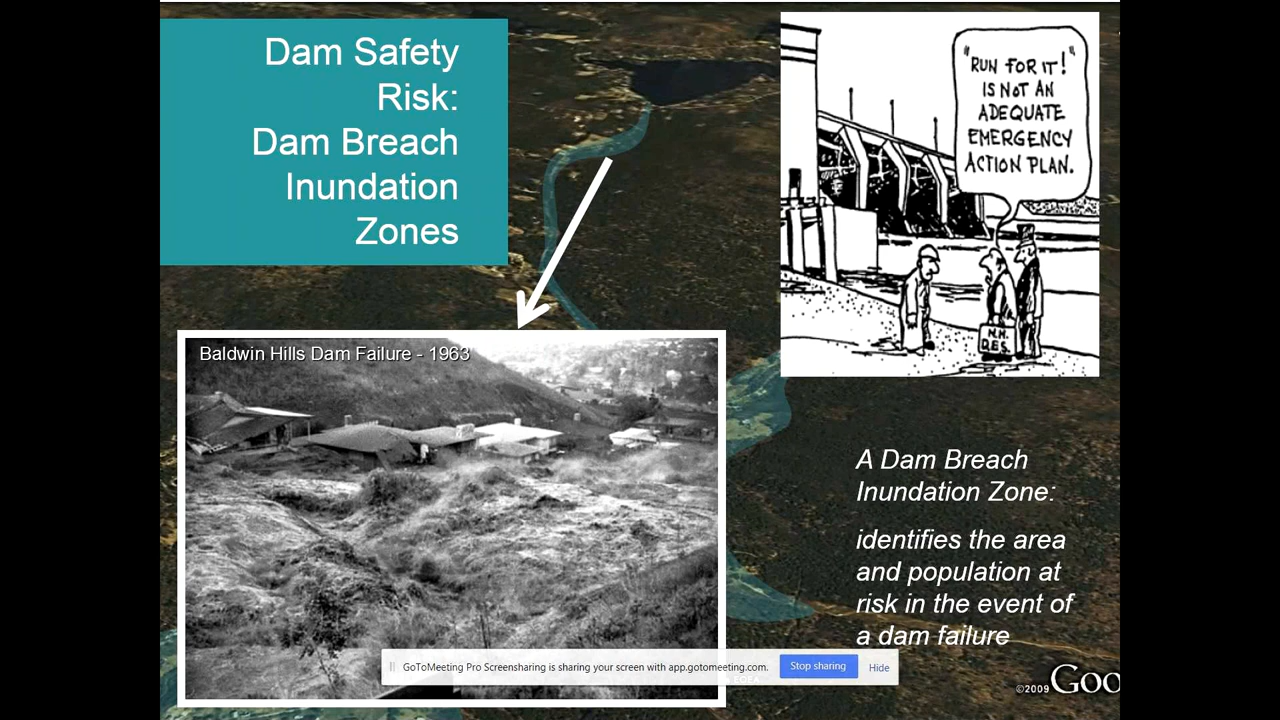 Dam Safety
Risk:
Dam Breach
Inundation
Zones
"RUN FOR IT!"
IS NOT AN
ADEQUATE
EMERGENCY
ACTION PLAN.
N.H.
D.E.S.
Baldwin Hills Dam Failure - 1963
A Dam Breach
Inundation Zone:
identifies the area
and population at
risk in the event of
a dam failure
GoToMeeting Pro Screensharing is sharing your screen with app.gotomeeting.com.
Stop sharing
Hide
©2009 Goo